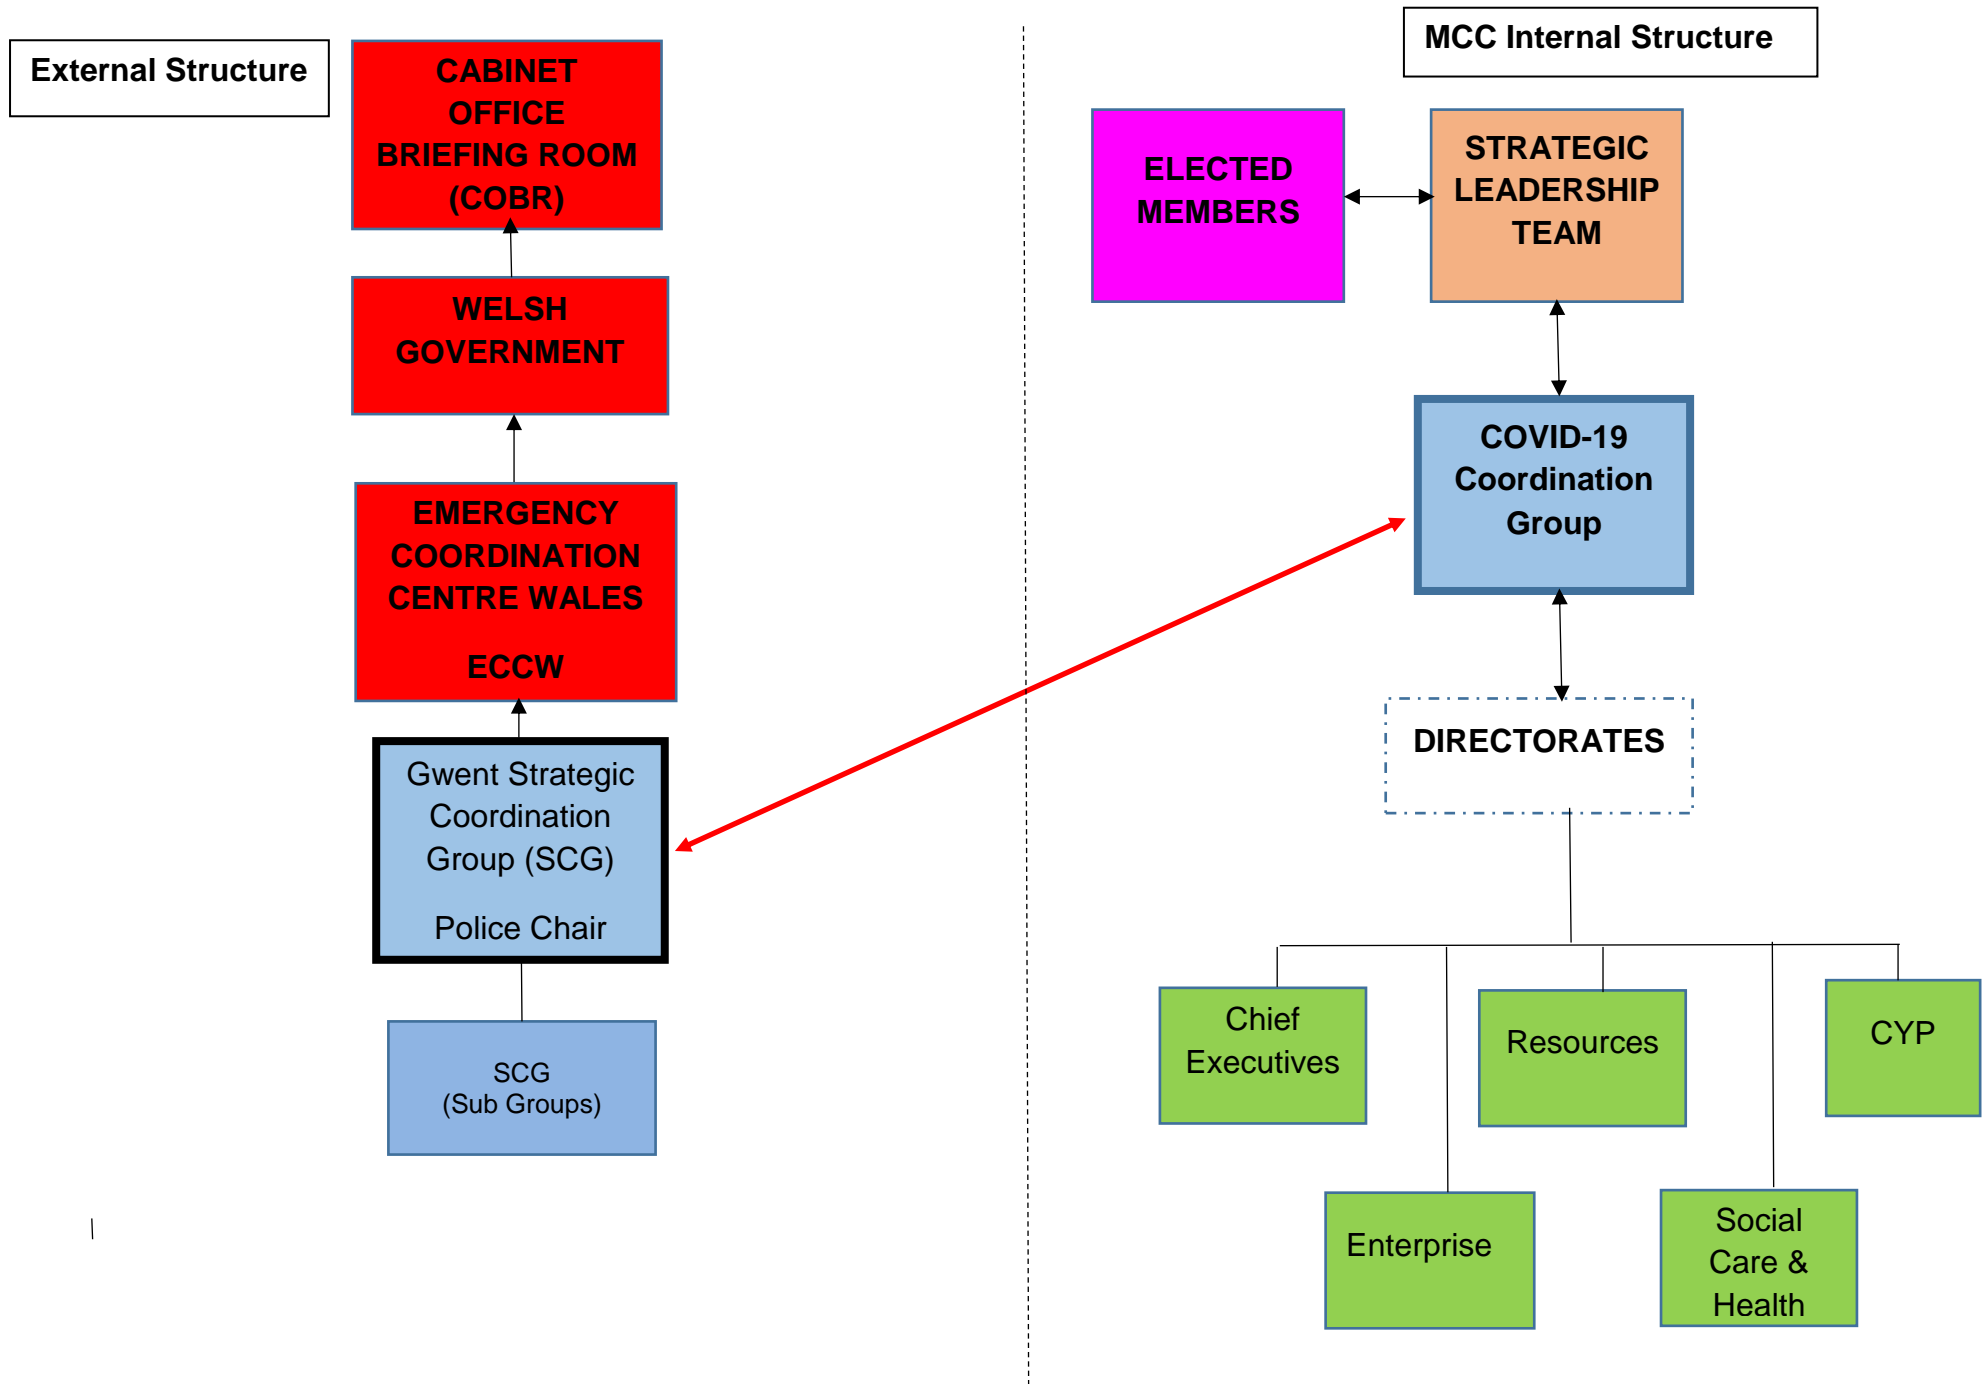 External Structure
CABINET
OFFICE
BRIEFING ROOM
(COBR)
WELSH
GOVERNMENT
EMERGENCY
COORDINATION
CENTRE WALES
ECCW
Gwent Strategic
Coordination
Group (SCG)
Police Chair
SCG
(Sub Groups)
MCC Internal Structure
ELECTED
MEMBERS
STRATEGIC
LEADERSHIP
TEAM
COVID-19
Coordination
Group
DIRECTORATES
Chief
Executives
Resources
CYP
Enterprise
Social
Care &
Health